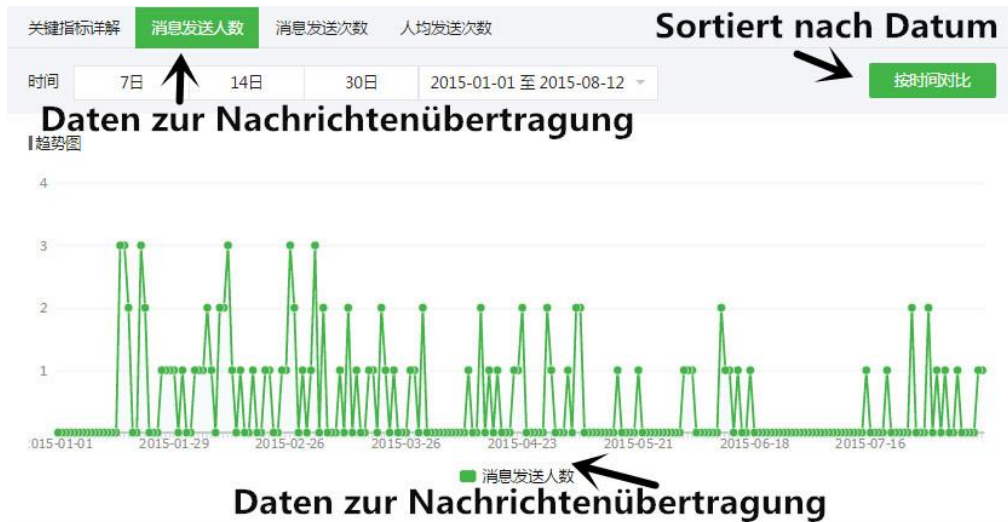 关键指标详解 消息发送人数 消息发送次数 人均发送次数
Sortiert nach Datum
时间 7日 14日 30日 2015-01-01 至 2015-08-12 按时间对比
Daten zur Nachrichtenübertragung
趋势图
4
3
2
1
2015-01-29 2015-02-26 2015-03-26 2015-04-23 2015-05-21 2015-06-18 2015-07-16
消息发送人数
Daten zur Nachrichtenübertragung